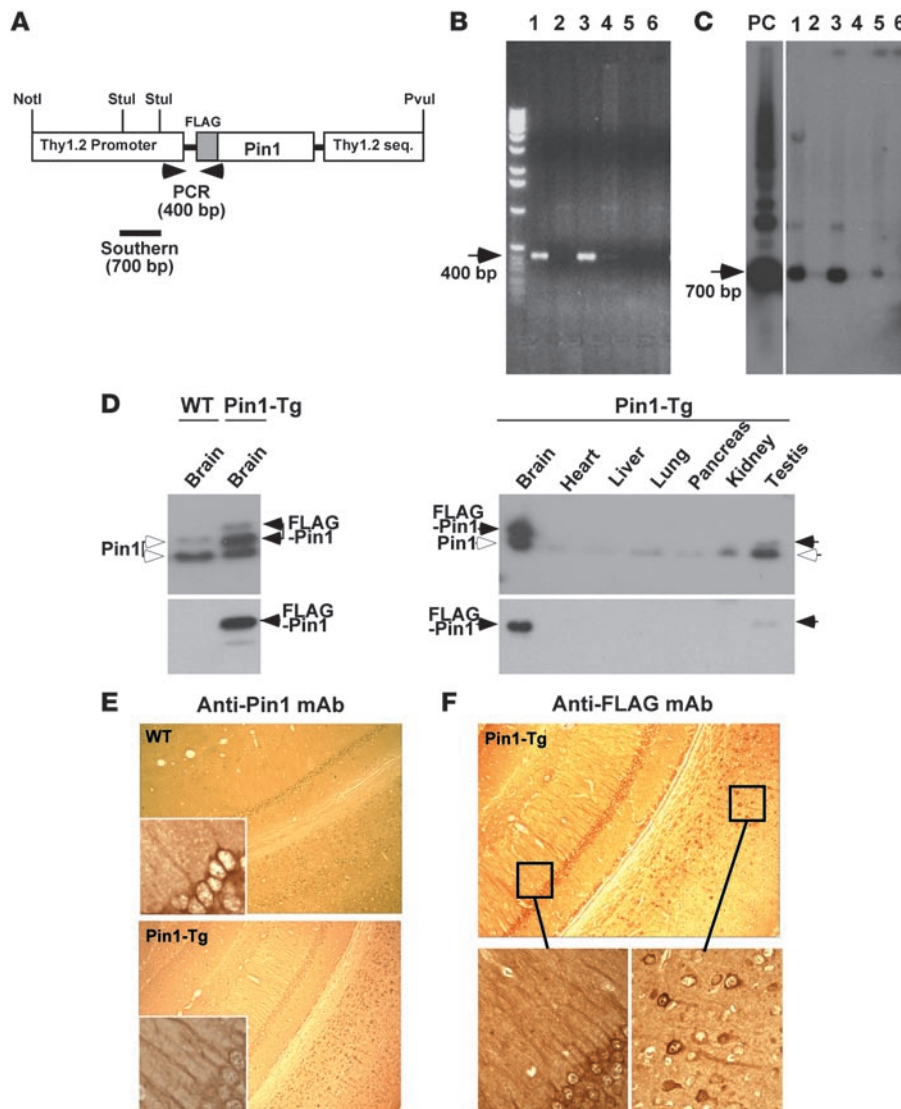 A
NotI StuI StuI PvuI
FLAG
Thy1.2 Promoter Pin1 Thy1.2 seq.
PCR
(400 bp)
Southern
(700 bp)
B
1 2 3 4 5 6
400 bp
C
PC 1 2 3 4 5 6
700 bp
D
WT Pin1-Tg
Brain Brain
Pin1
FLAG
-Pin1
FLAG
-Pin1
Pin1-Tg
Brain Heart Liver Lung Pancreas Kidney Testis
FLAG
-Pin1
Pin1
FLAG
-Pin1
E
Anti-Pin1 mAb
WT
Pin1-Tg
F
Anti-FLAG mAb
Pin1-Tg